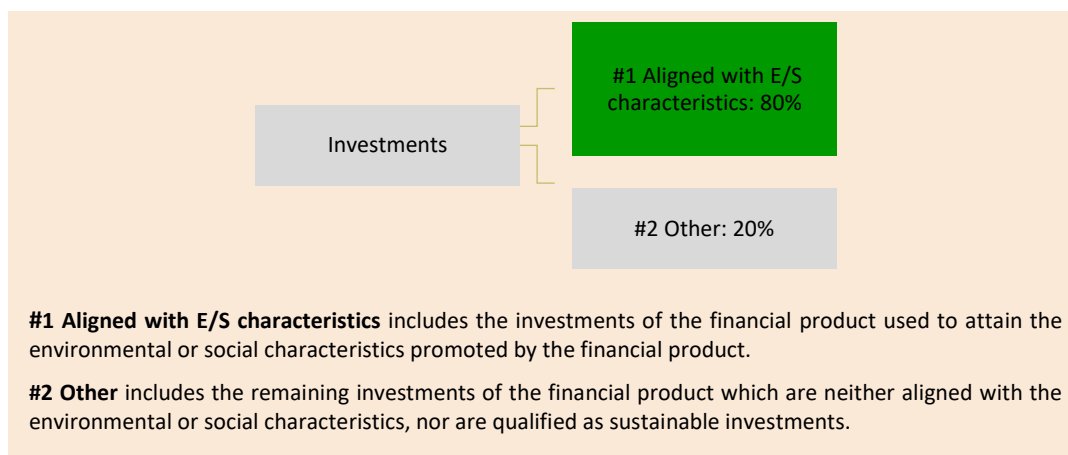 #1 Aligned with E/S
characteristics: 80%
Investments
#2 Other: 20%
#1 Aligned with E/S characteristics includes the investments of the financial product used to attain the
environmental or social characteristics promoted by the financial product.
#2 Other includes the remaining investments of the financial product which are neither aligned with the
environmental or social characteristics, nor are qualified as sustainable investments.